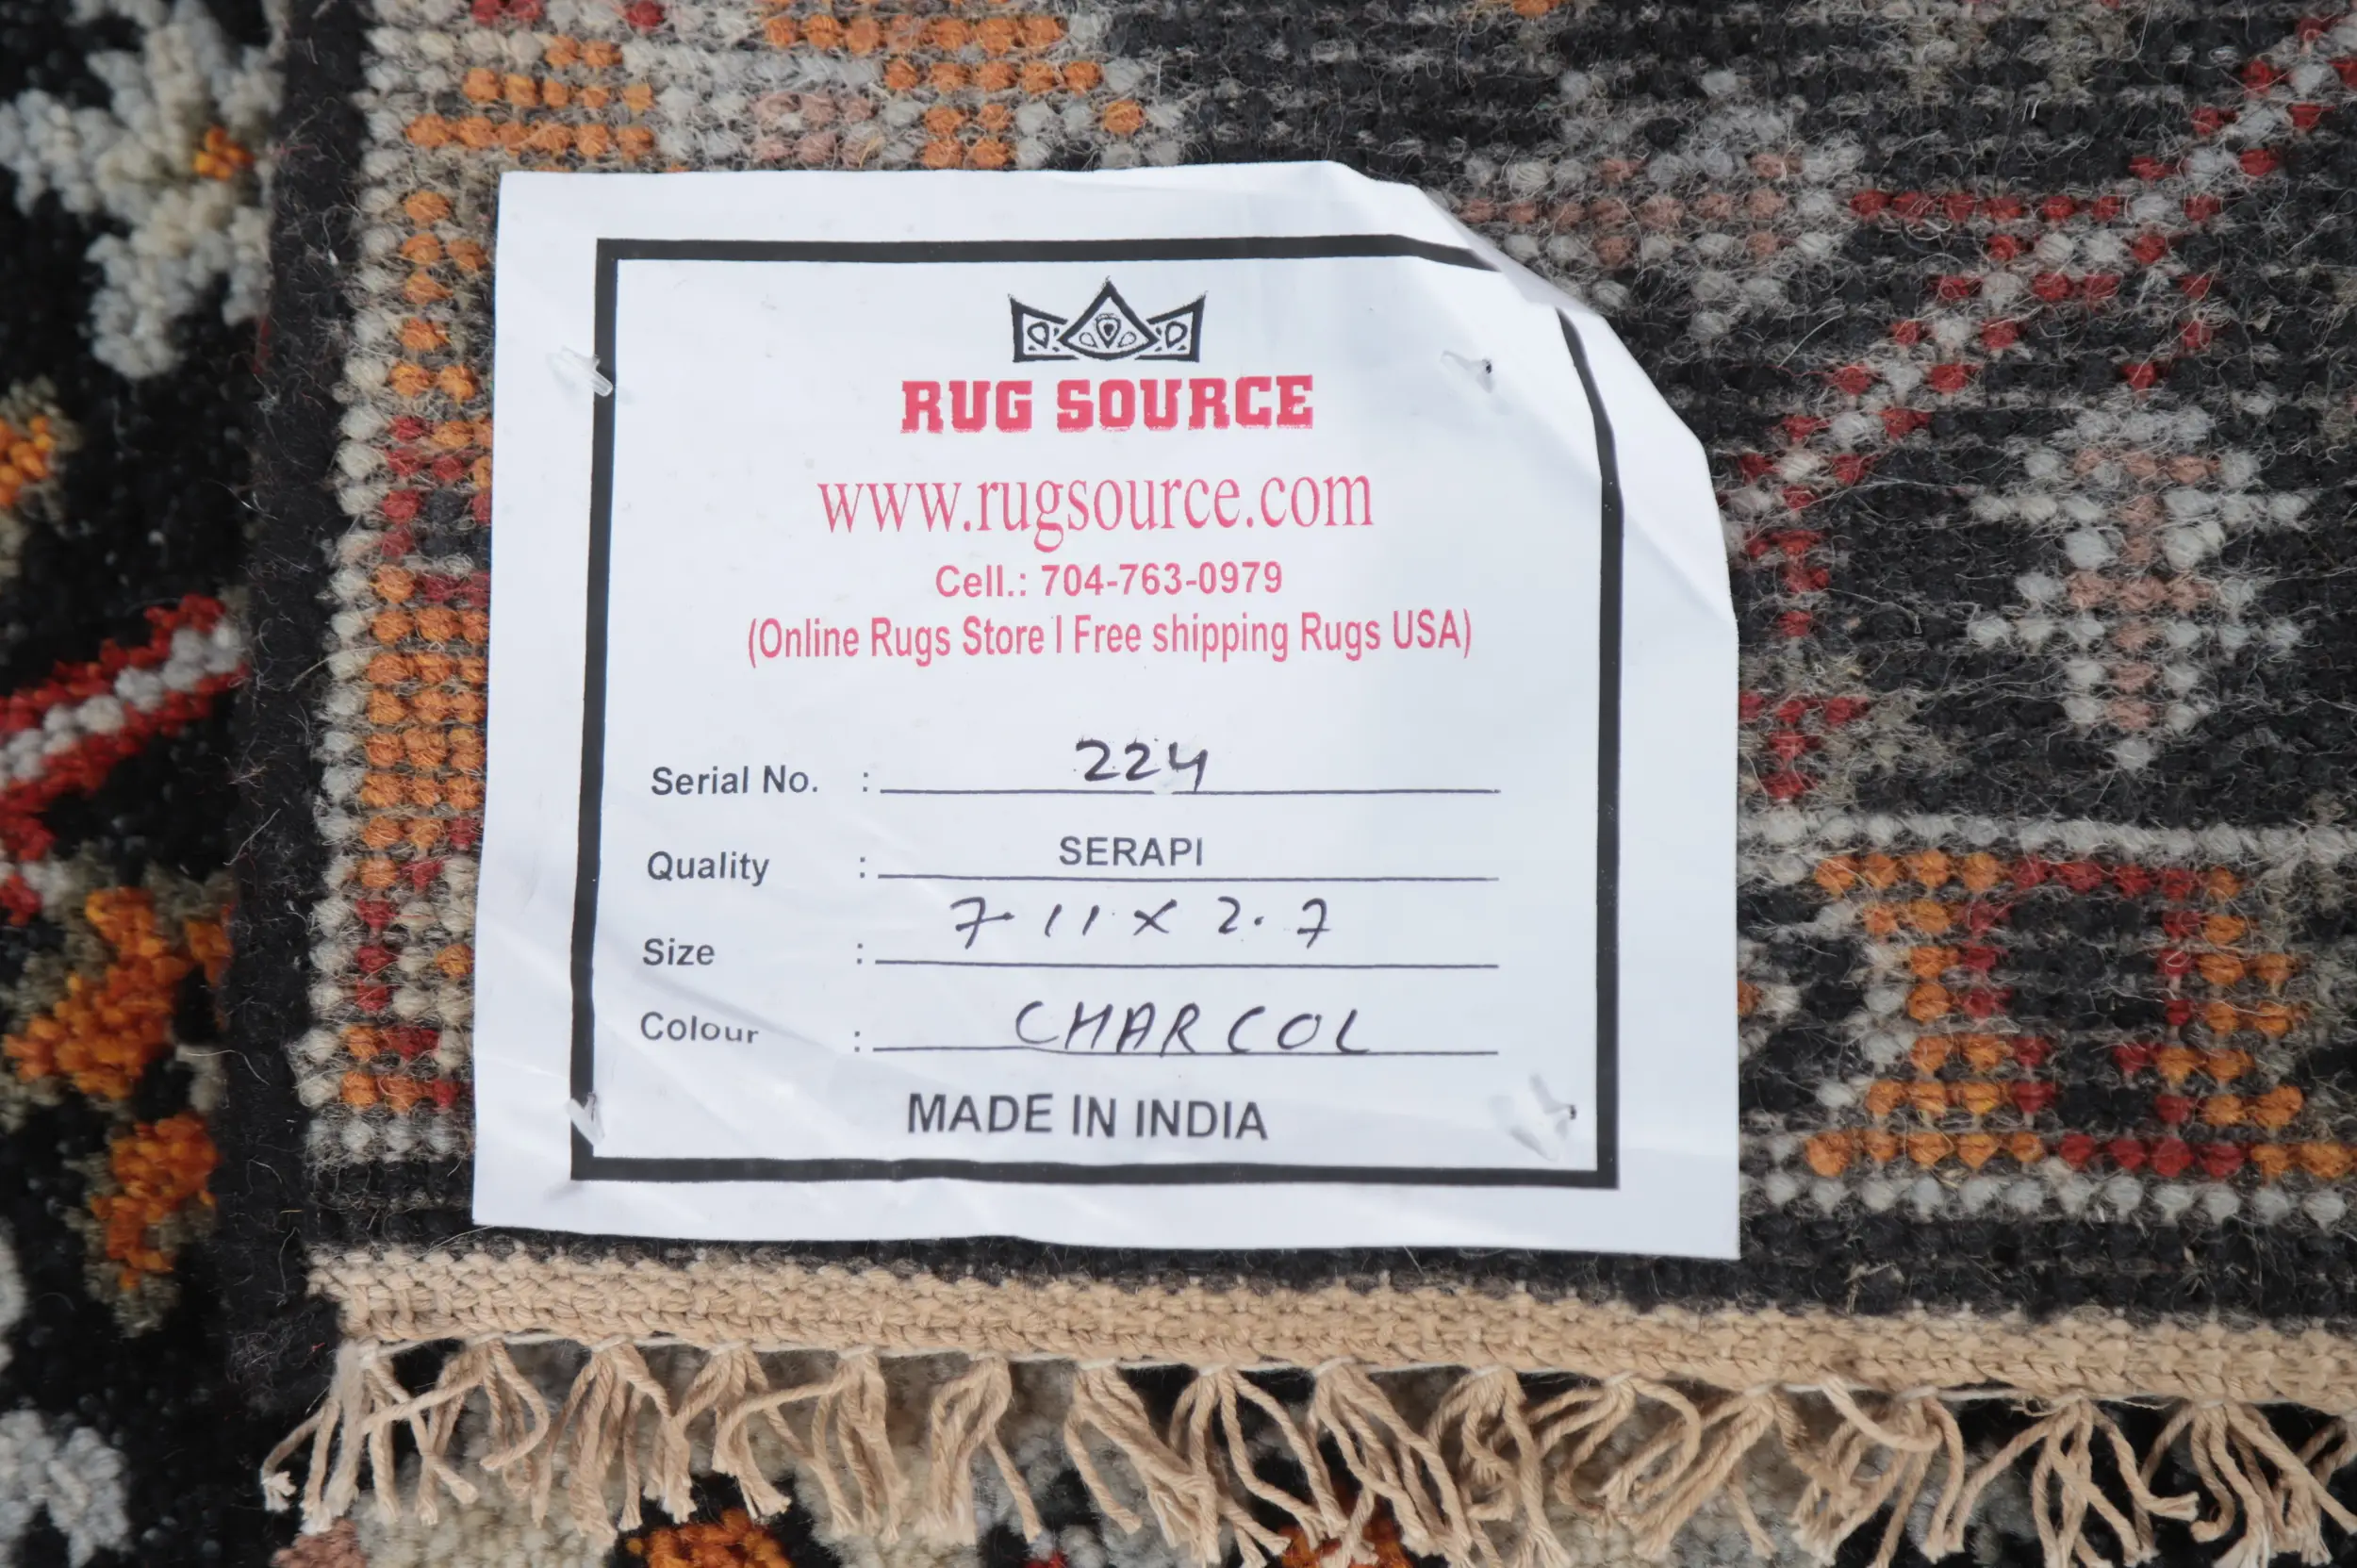 RUG SOURCE
www.rugsource.com
Cell.: 704-763-0979
(Online Rugs Store | Free shipping Rugs USA)
Serial No. : 224
Quality : SERAPI
Size : 7.11 x 2.7
Colour : CHARCOL
MADE IN INDIA